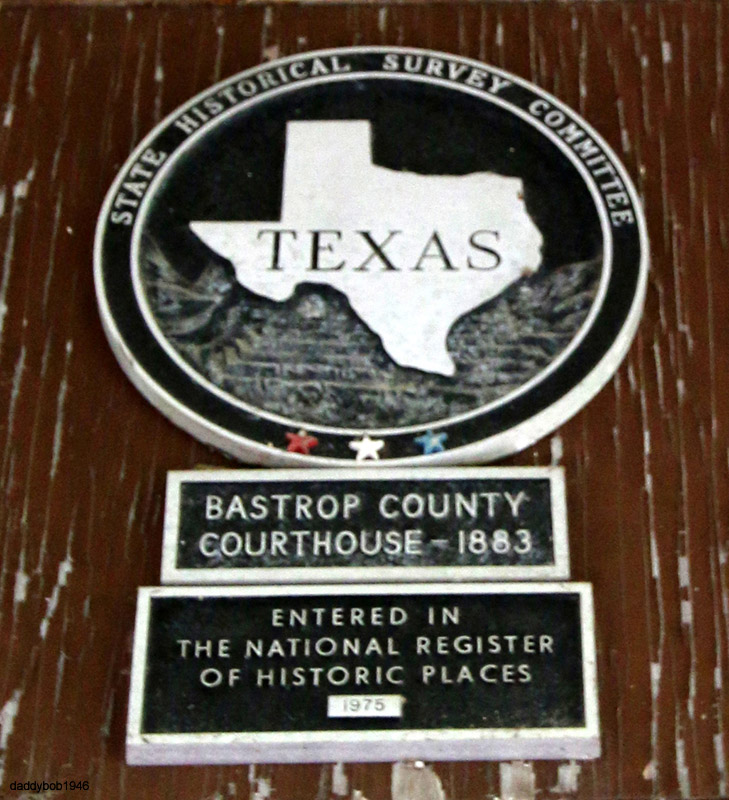 STATE HISTORICAL SURVEY COMMITTEE
TEXAS
BASTROP COUNTY
COURTHOUSE - 1883
ENTERED IN
THE NATIONAL REGISTER
OF HISTORIC PLACES
1975
daddybob1946